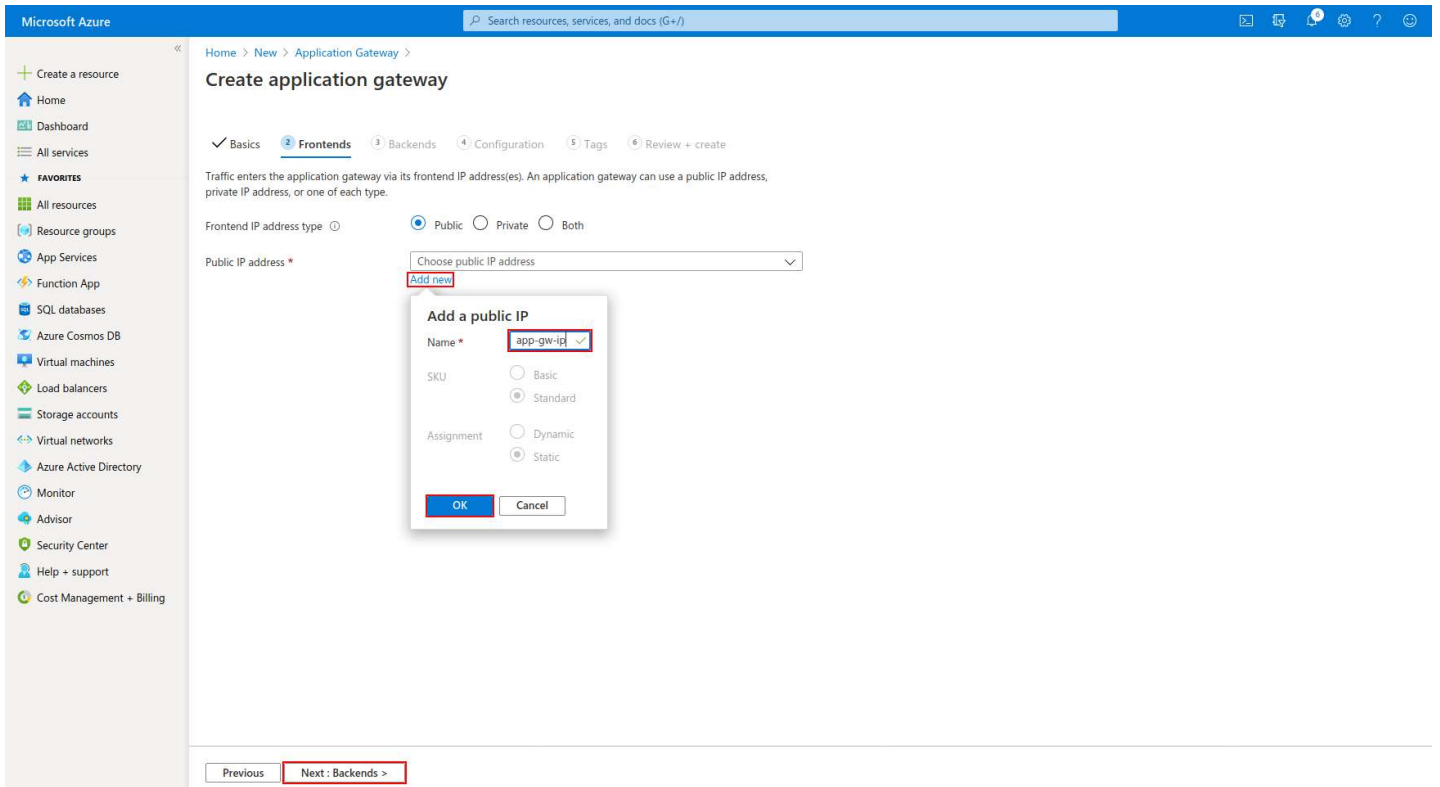 Microsoft Azure
Search resources, services, and docs (G+/)
6
?
«
Create a resource
Home
Dashboard
All services
FAVORITES
All resources
Resource groups
App Services
Function App
SQL databases
Azure Cosmos DB
Virtual machines
Load balancers
Storage accounts
Virtual networks
Azure Active Directory
Monitor
Advisor
Security Center
Help + support
Cost Management + Billing
Home > New > Application Gateway >
Create application gateway
Basics 2 Frontends 3 Backends 4 Configuration 5 Tags 6 Review + create
Traffic enters the application gateway via its frontend IP address(es). An application gateway can use a public IP address,
private IP address, or one of each type.
Frontend IP address type Public Private Both
Public IP address * Choose public IP address
Add new
Add a public IP
Name * app-gw-ip
SKU Basic
Standard
Assignment Dynamic
Static
OK Cancel
Previous Next : Backends >